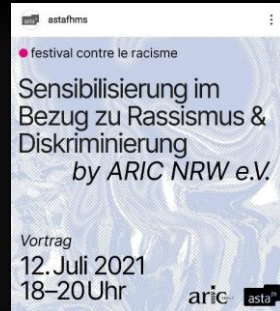 asta
astafhms
festival contre le racisme
Sensibilisierung im
Bezug zu Rassismus &
Diskriminierung
by ARIC NRW e.V.
Vortrag
12. Juli 2021
18–20 Uhr
aric
asta